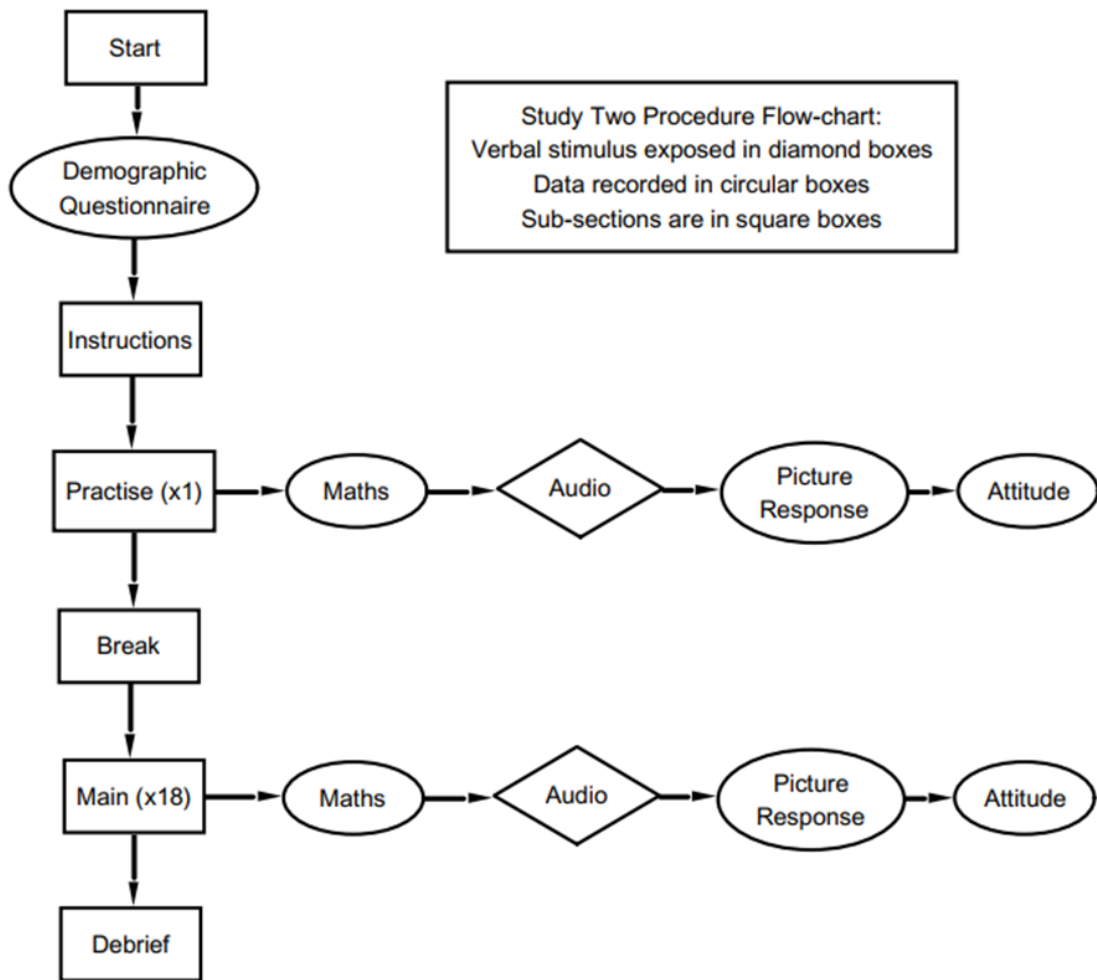 Start
Study Two Procedure Flow-chart:
Verbal stimulus exposed in diamond boxes
Data recorded in circular boxes
Sub-sections are in square boxes
Demographic
Questionnaire
Instructions
Practise (x1)
Maths
Audio
Picture
Response
Attitude
Break
Main (x18)
Maths
Audio
Picture
Response
Attitude
Debrief